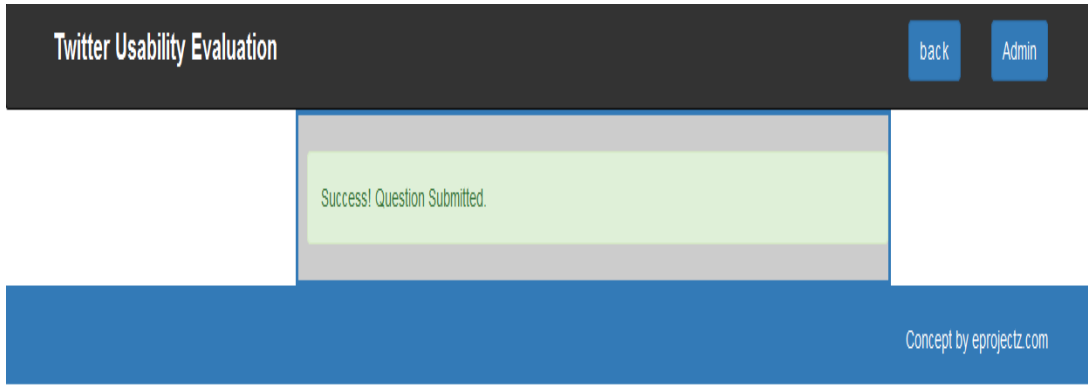 Twitter Usability Evaluation
back
Admin
Success! Question Submitted.
Concept by eprojectz.com